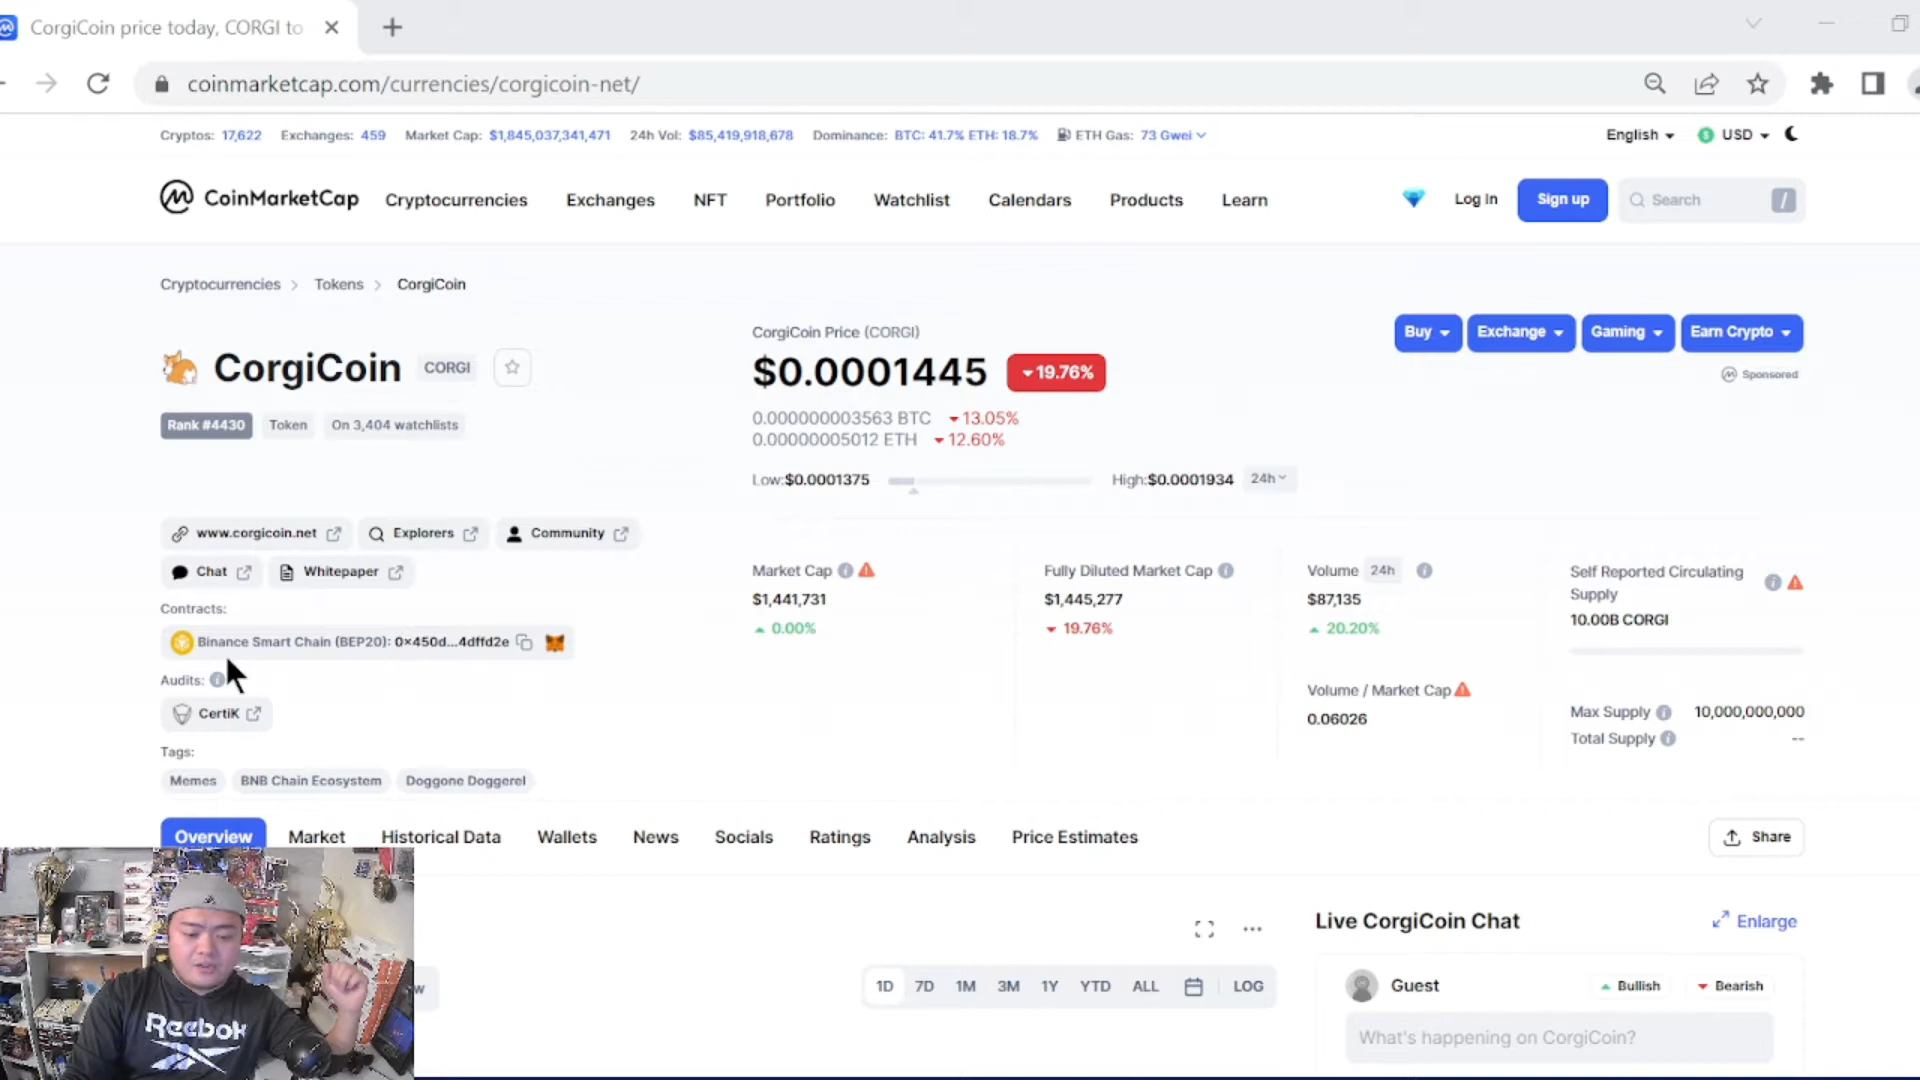 CorgiCoin price today, CORGI to
coinmarketcap.com/currencies/corgicoin-net/
Cryptos: 17,622 Exchanges: 459 Market Cap: $1,845,037,341,471 24h Vol: $85,419,918,678 Dominance: BTC: 41.7% ETH: 18.7% ETH Gas: 73 Gwei English USD
CoinMarketCap Cryptocurrencies Exchanges NFT Portfolio Watchlist Calendars Products Learn Log In Sign up Search /
Cryptocurrencies > Tokens > CorgiCoin
CorgiCoin CORGI
Rank #4430 Token On 3,404 watchlists
CorgiCoin Price (CORGI)
$0.0001445 19.76%
0.000000003563 BTC 13.05%
0.00000005012 ETH 12.60%
Low:$0.0001375 High:$0.0001934 24h
Buy Exchange Gaming Earn Crypto
Sponsored
www.corgicoin.net Explorers Community
Chat Whitepaper
Contracts:
Binance Smart Chain (BEP20): 0×450d...4dffd2e
Audits:
CertiK
Tags:
Memes BNB Chain Ecosystem Doggone Doggerel
Market Cap
$1,441,731
0.00%
Fully Diluted Market Cap
$1,445,277
19.76%
Volume 24h
$87,135
20.20%
Volume / Market Cap
0.06026
Self Reported Circulating
Supply
10.00B CORGI
Max Supply 10,000,000,000
Total Supply --
Overview Market Historical Data Wallets News Socials Ratings Analysis Price Estimates Share
1D 7D 1M 3M 1Y YTD ALL LOG
Live CorgiCoin Chat Enlarge
Guest Bullish Bearish
What's happening on CorgiCoin?
Reebok